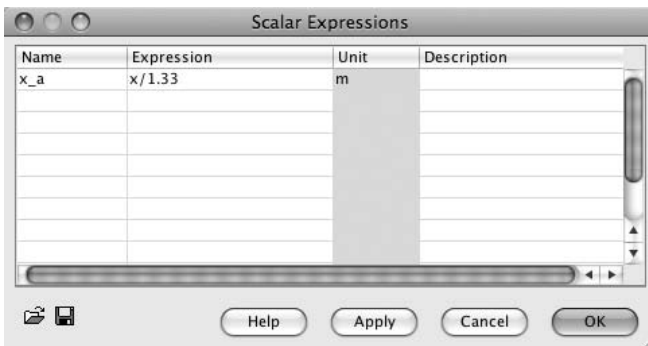 Scalar Expressions
Name Expression Unit Description
x_a x/1.33 m
Help Apply Cancel OK